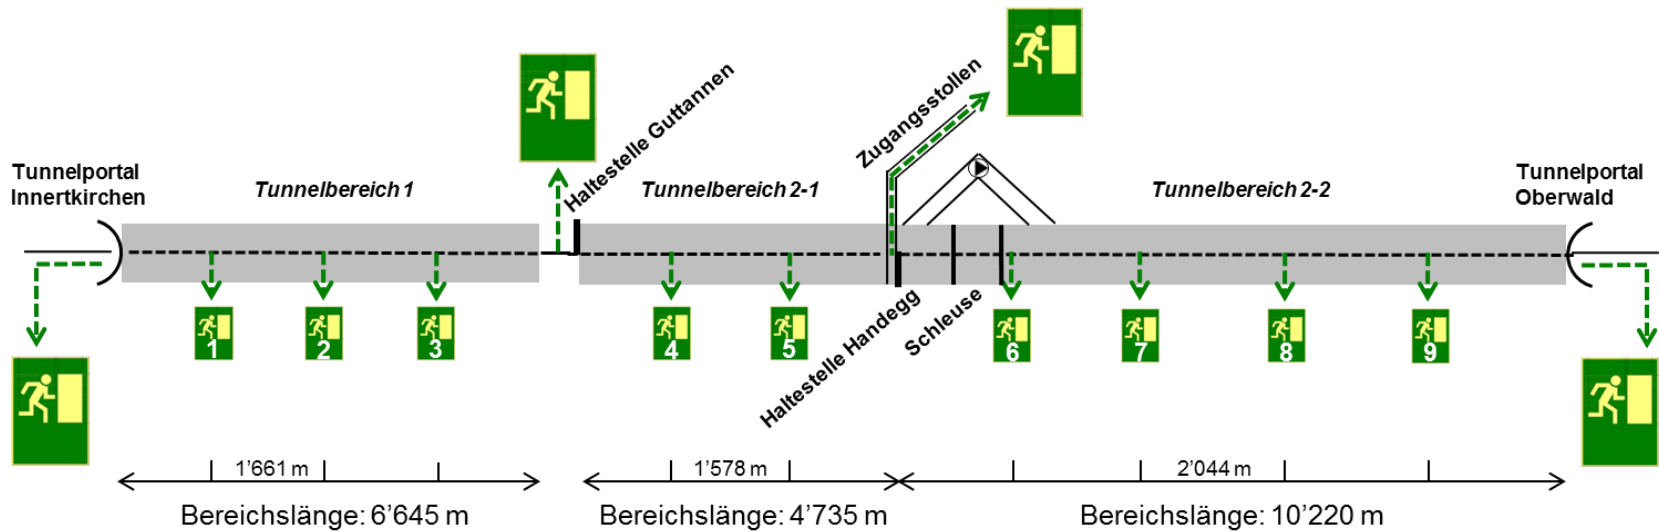 Tunnelportal
Innertkirchen
Tunnelbereich 1
Haltestelle Guttannen
Tunnelbereich 2-1
Zugangsstollen
Tunnelbereich 2-2
Tunnelportal
Oberwald
1
2
3
4
5
Haltestelle Handegg
Schleuse
6
7
8
9
1’661 m
1’578 m
2’044 m
Bereichslänge: 6’645 m
Bereichslänge: 4’735 m
Bereichslänge: 10’220 m